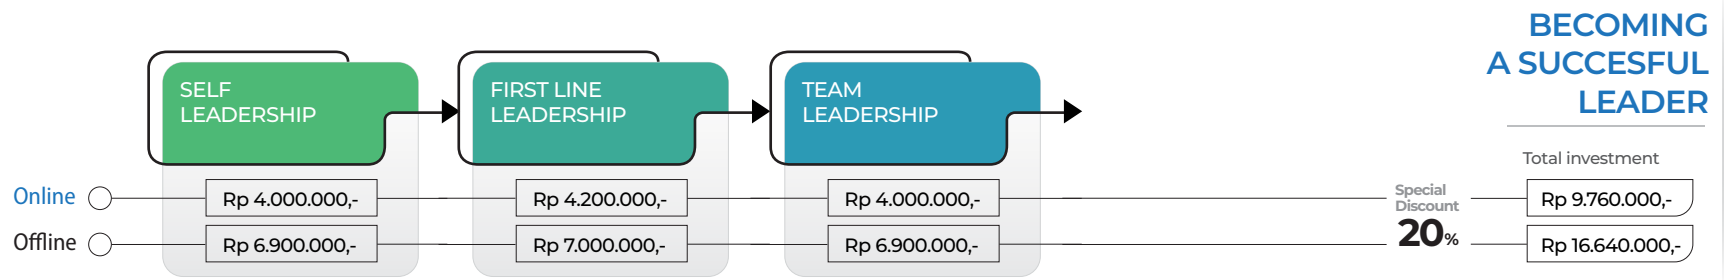 BECOMING
A SUCCESFUL
LEADER
SELF
LEADERSHIP
FIRST LINE
LEADERSHIP
TEAM
LEADERSHIP
Total investment
Online
Rp 4.000.000,-
Rp 4.200.000,-
Rp 4.000.000,-
Special
Discount
20%
Rp 9.760.000,-
Offline
Rp 6.900.000,-
Rp 7.000.000,-
Rp 6.900.000,-
Rp 16.640.000,-